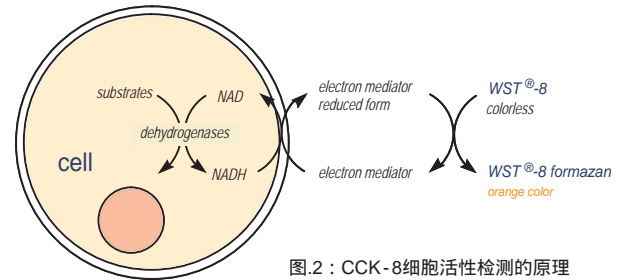 substrates
NAD
dehydrogenases
cell
NADH
electron mediator
reduced form
electron mediator
WST®-8
colorless
WST®-8 formazan
orange color
图.2：CCK-8细胞活性检测的原理